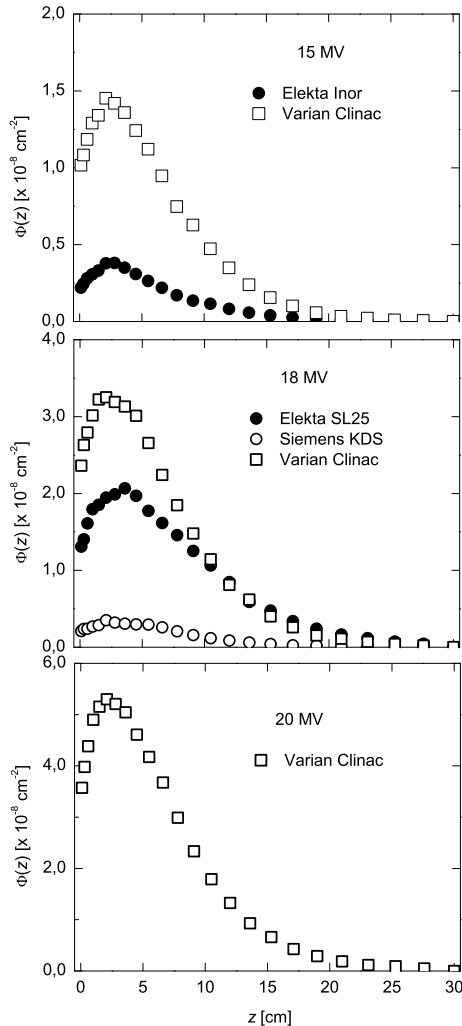 2,0
15 MV
Elekta Inor
Varian Clinac
1,5
1,0
0,5
0,0
Φ(z) [x 10⁻⁸ cm⁻²]
4,0
18 MV
Elekta SL25
Siemens KDS
Varian Clinac
3,0
2,0
1,0
0,0
Φ(z) [x 10⁻⁸ cm⁻²]
6,0
20 MV
Varian Clinac
4,0
2,0
0,0
Φ(z) [x 10⁻⁸ cm⁻²]
0 5 10 15 20 25 30
z [cm]